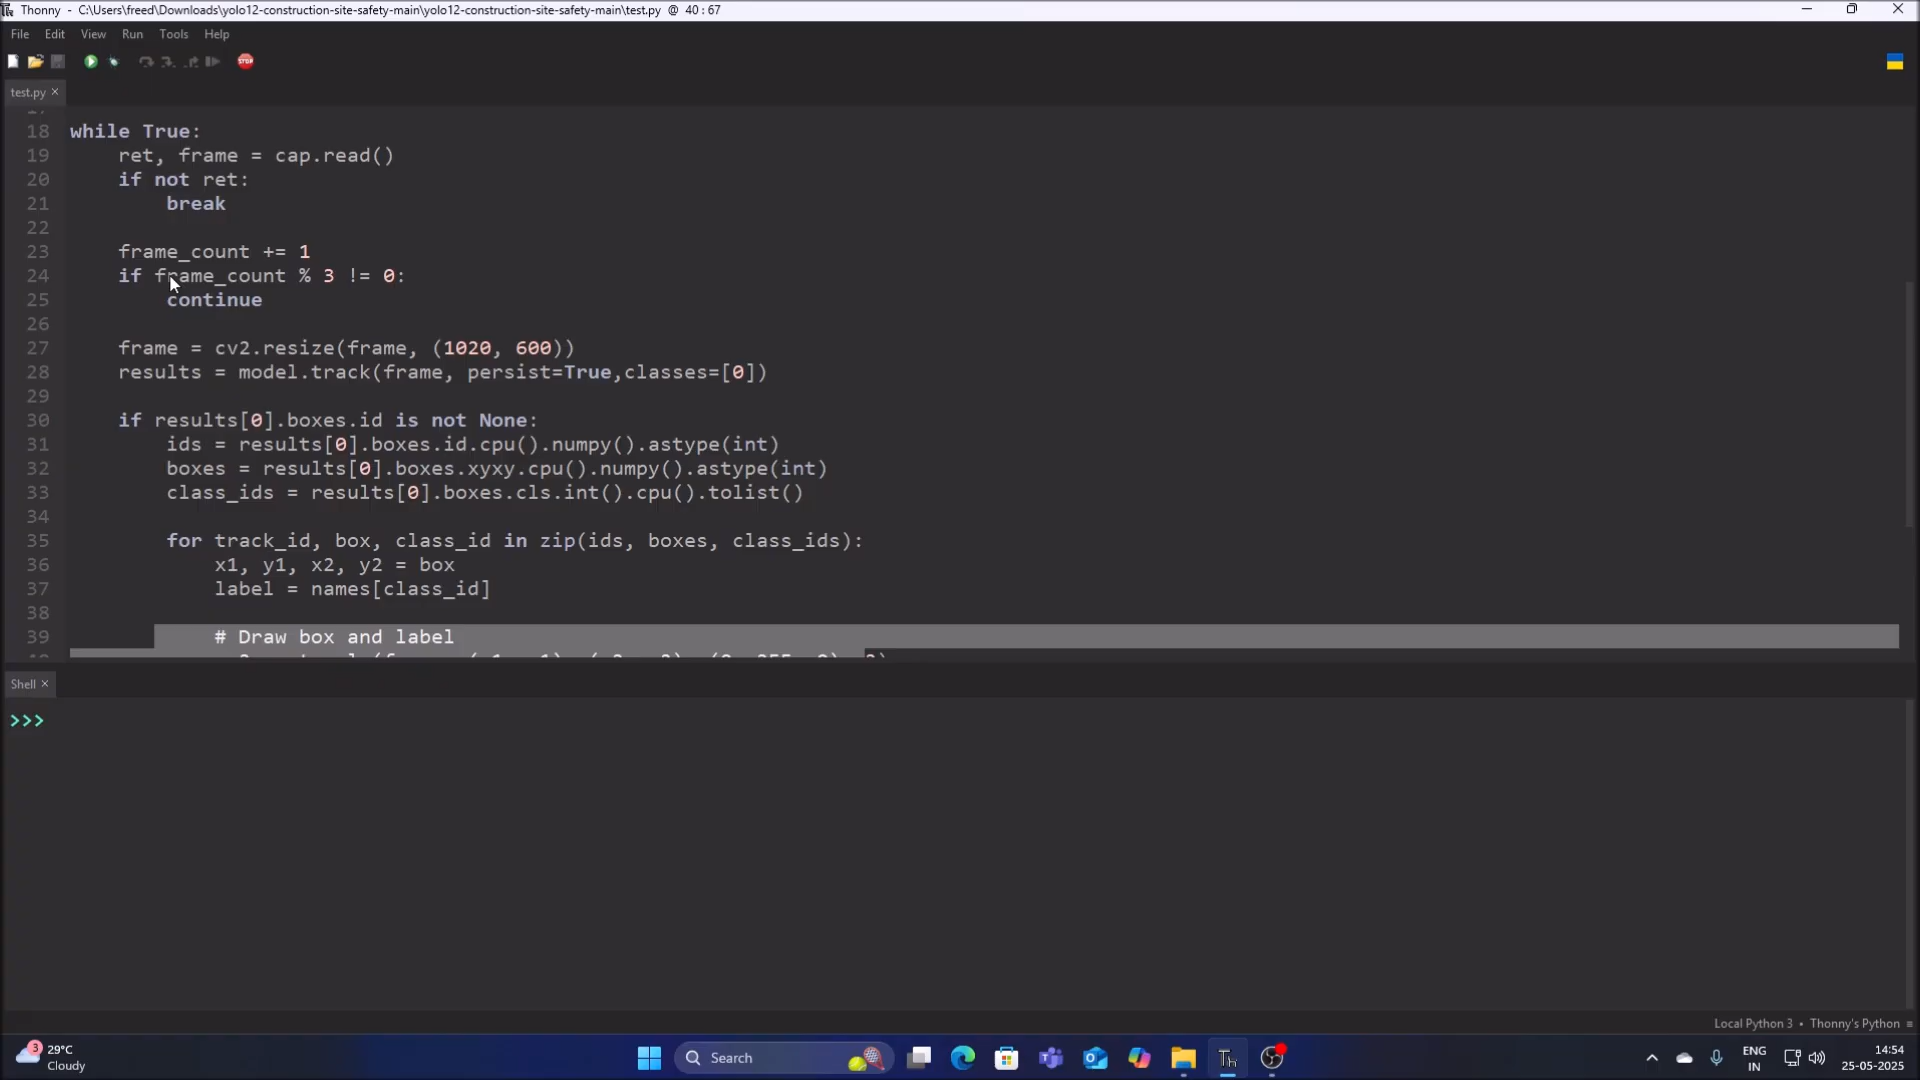 Thonny - C:\Users\freed\Downloads\yolo12-construction-site-safety-main\yolo12-construction-site-safety-main\test.py @ 40 : 67
File Edit View Run Tools Help
STOP
test.py ×
18 while True:
19     ret, frame = cap.read()
20     if not ret:
21         break
22
23     frame_count += 1
24     if frame_count % 3 != 0:
25         continue
26
27     frame = cv2.resize(frame, (1020, 600))
28     results = model.track(frame, persist=True,classes=[0])
29
30     if results[0].boxes.id is not None:
31         ids = results[0].boxes.id.cpu().numpy().astype(int)
32         boxes = results[0].boxes.xyxy.cpu().numpy().astype(int)
33         class_ids = results[0].boxes.cls.int().cpu().tolist()
34
35         for track_id, box, class_id in zip(ids, boxes, class_ids):
36             x1, y1, x2, y2 = box
37             label = names[class_id]
38
39             # Draw box and label
Shell ×
>>>
Local Python 3 • Thonny's Python ≡
3
29°C
Cloudy
Search
ENG
IN
14:54
25-05-2025